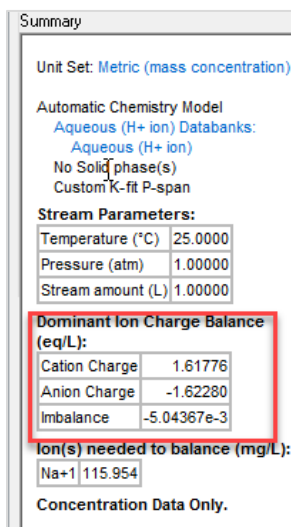 Summary
Unit Set: Metric (mass concentration)
Automatic Chemistry Model
Aqueous (H+ ion) Databanks:
Aqueous (H+ ion)
No Solid phase(s)
Custom K-fit P-span
Stream Parameters:
Temperature (°C) 25.0000
Pressure (atm) 1.00000
Stream amount (L) 1.00000
Dominant Ion Charge Balance
(eq/L):
Cation Charge 1.61776
Anion Charge -1.62280
Imbalance -5.04367e-3
Ion(s) needed to balance (mg/L):
Na+1 115.954
Concentration Data Only.